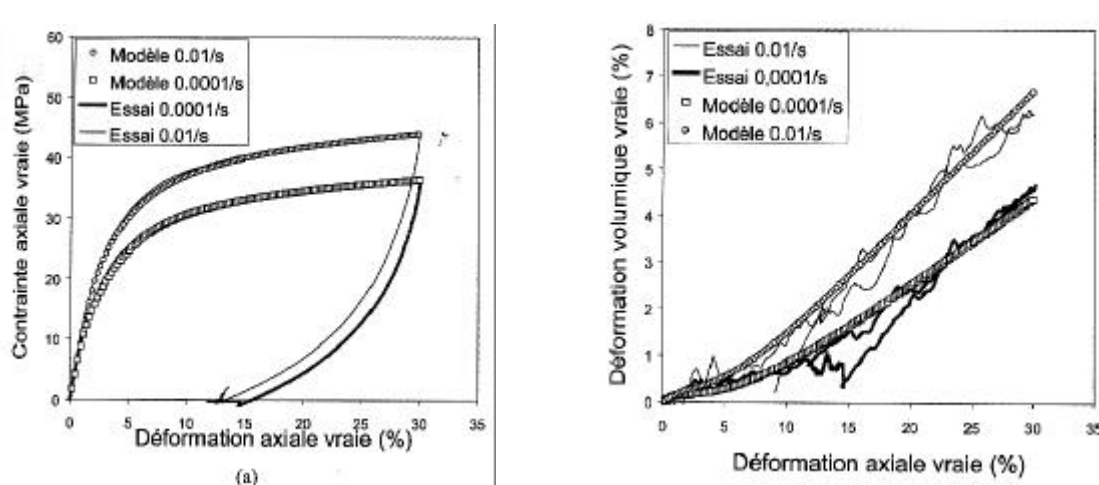 60
50
40
30
20
10
0
Contrainte axiale vraie (MPa)
Modèle 0.01/s
Modèle 0.0001/s
Essai 0.0001/s
Essai 0.01/s
0 5 10 15 20 25 30 35
Déformation axiale vraie (%)
(a)
8
7
6
5
4
3
2
1
0
Déformation volumique vraie (%)
Essai 0.01/s
Essai 0,0001/s
Modèle 0.0001/s
Modèle 0.01/s
0 5 10 15 20 25 30 35
Déformation axiale vraie (%)